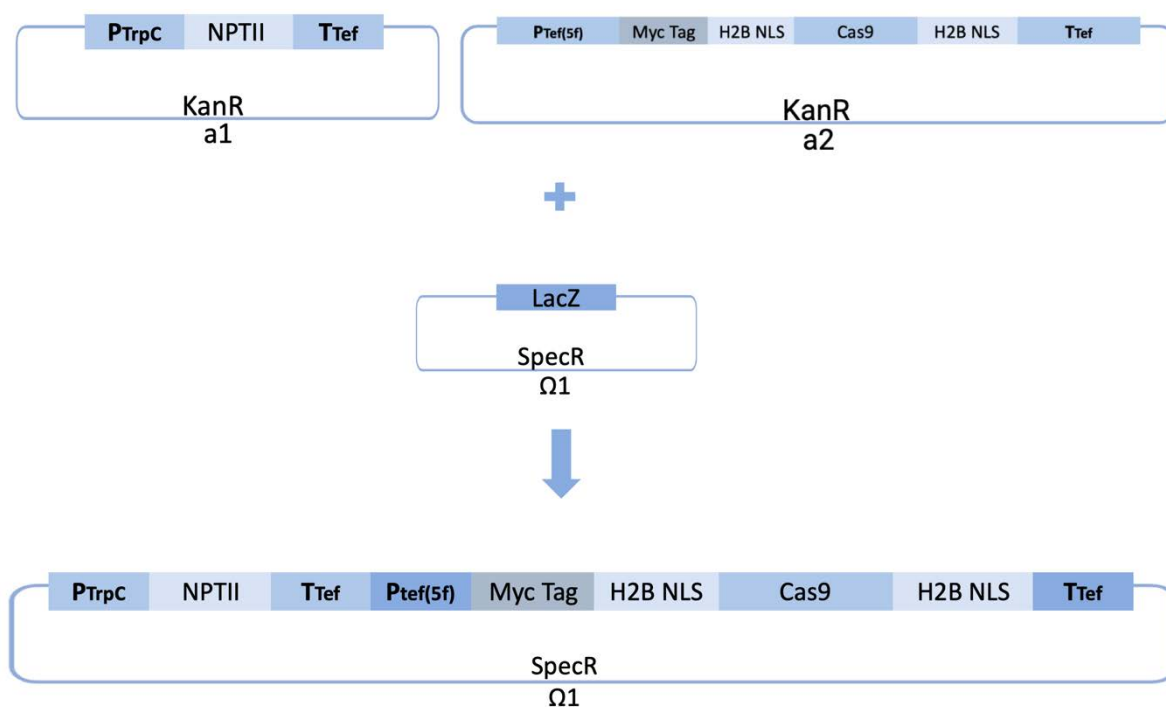 PTrpC NPTII TTef
KanR
a1
PTef(5f) Myc Tag H2B NLS Cas9 H2B NLS TTef
KanR
a2
LacZ
SpecR
Ω1
PTrpC NPTII TTef Ptef(5f) Myc Tag H2B NLS Cas9 H2B NLS TTef
SpecR
Ω1